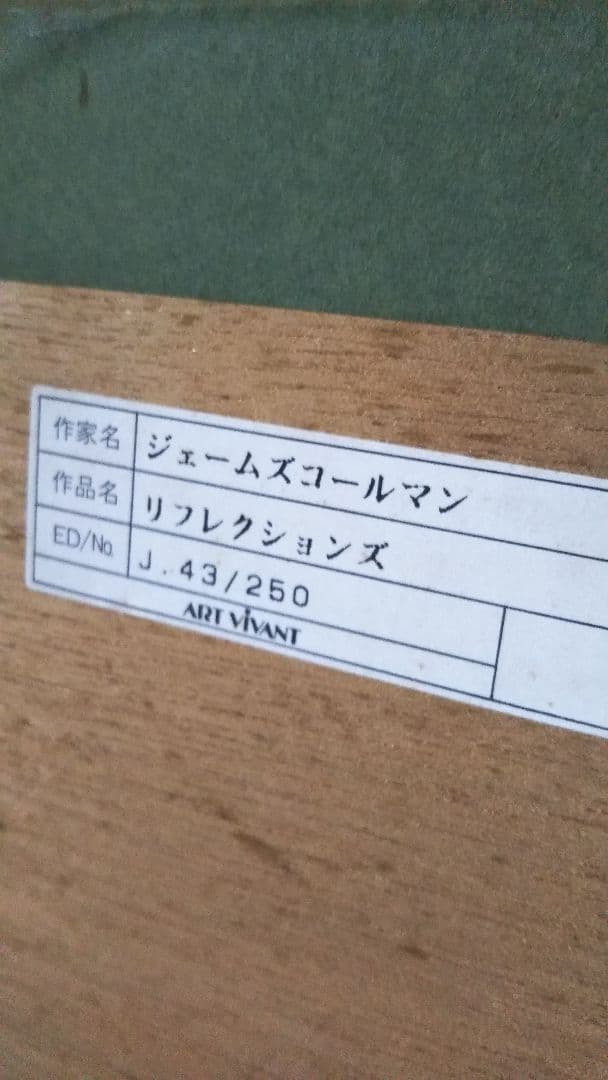 作家名 ジェームズコールマン
作品名 リフレクションズ
ED/No. J.43/250
ART VIVANT